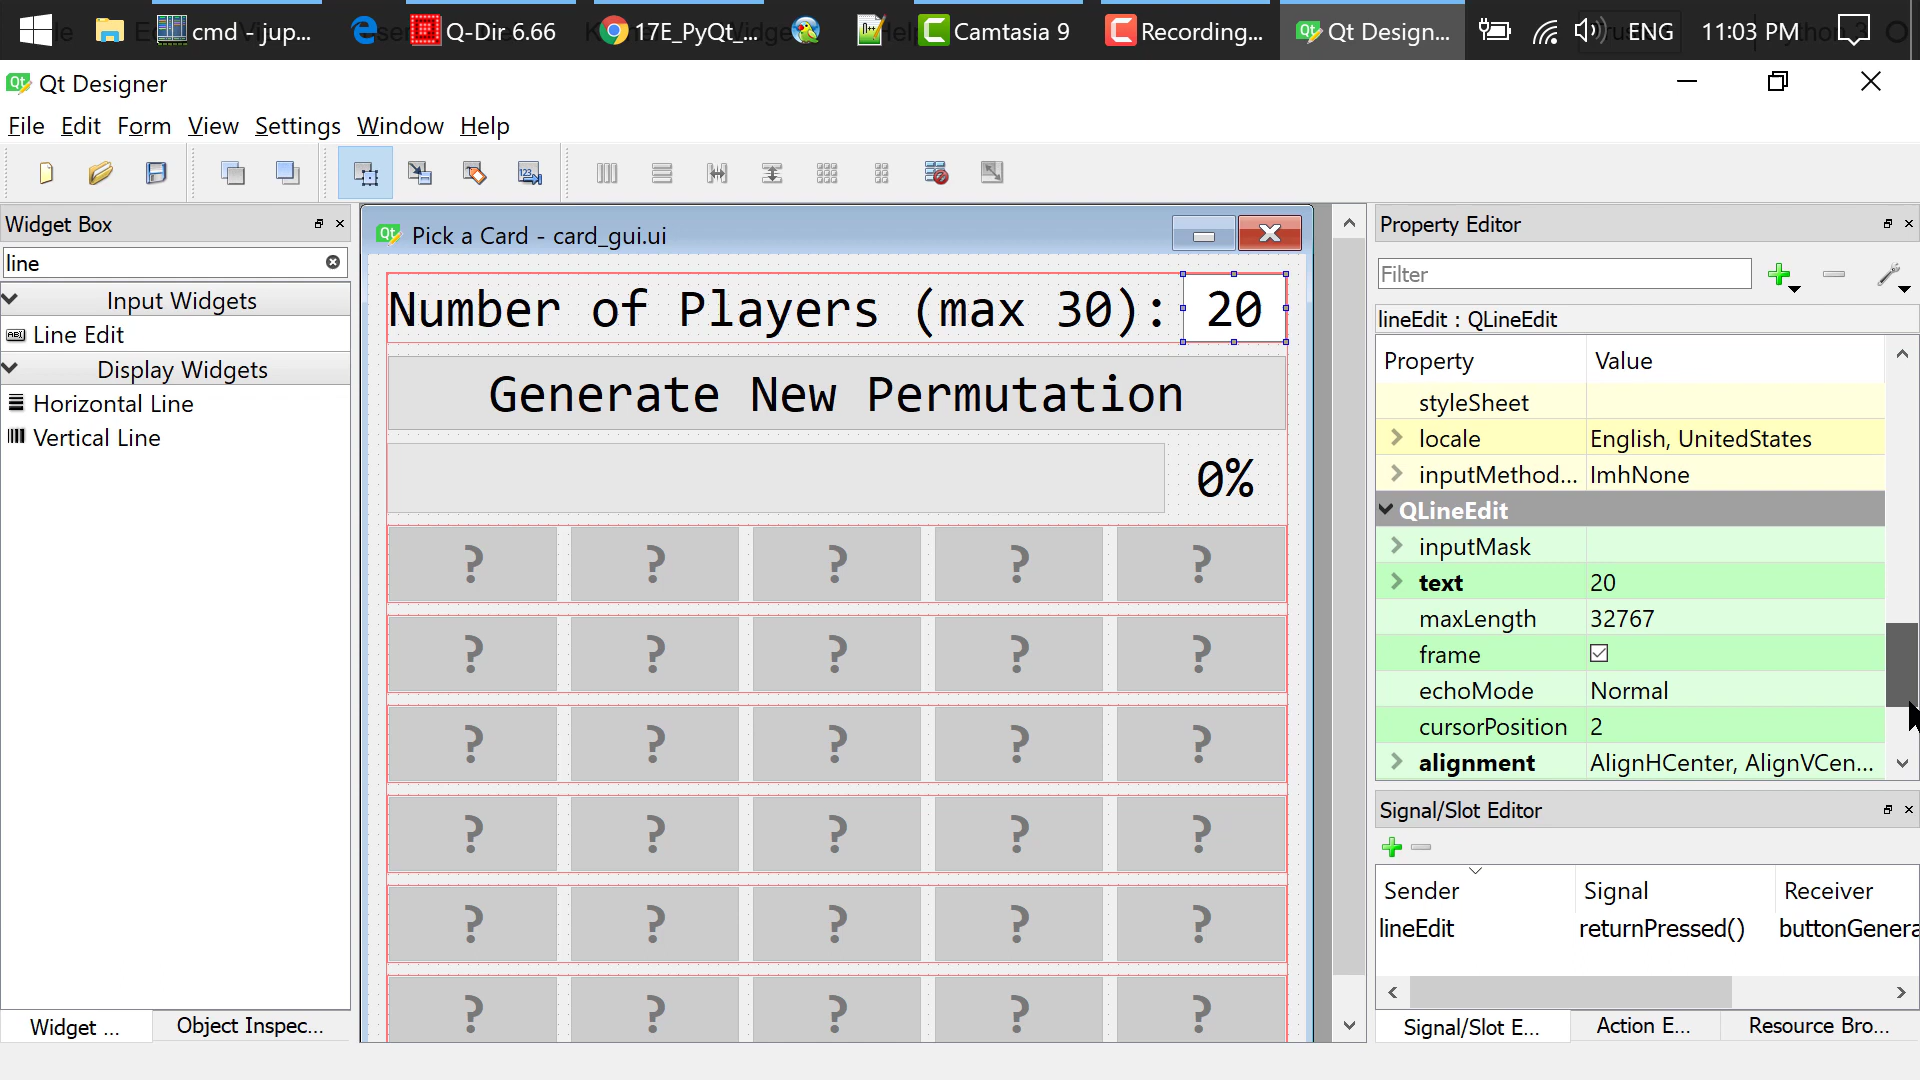 cmd - jup...
Q-Dir 6.66
17E_PyQt_...
Camtasia 9
Recording...
Qt Design...
ENG
11:03 PM
Qt Designer
File Edit Form View Settings Window Help
Widget Box
line
Input Widgets
Line Edit
Display Widgets
Horizontal Line
Vertical Line
Widget ...
Object Inspec...
Pick a Card - card_gui.ui
Number of Players (max 30): 20
Generate New Permutation
0%
? ? ? ? ?
? ? ? ? ?
? ? ? ? ?
? ? ? ? ?
? ? ? ? ?
? ? ? ? ?
Property Editor
Filter
lineEdit : QLineEdit
Property Value
styleSheet
locale English, UnitedStates
inputMethod... ImhNone
QLineEdit
inputMask
text 20
maxLength 32767
frame
echoMode Normal
cursorPosition 2
alignment AlignHCenter, AlignVCen...
Signal/Slot Editor
Sender Signal Receiver
lineEdit returnPressed() buttonGenera
Signal/Slot E...
Action E...
Resource Bro...